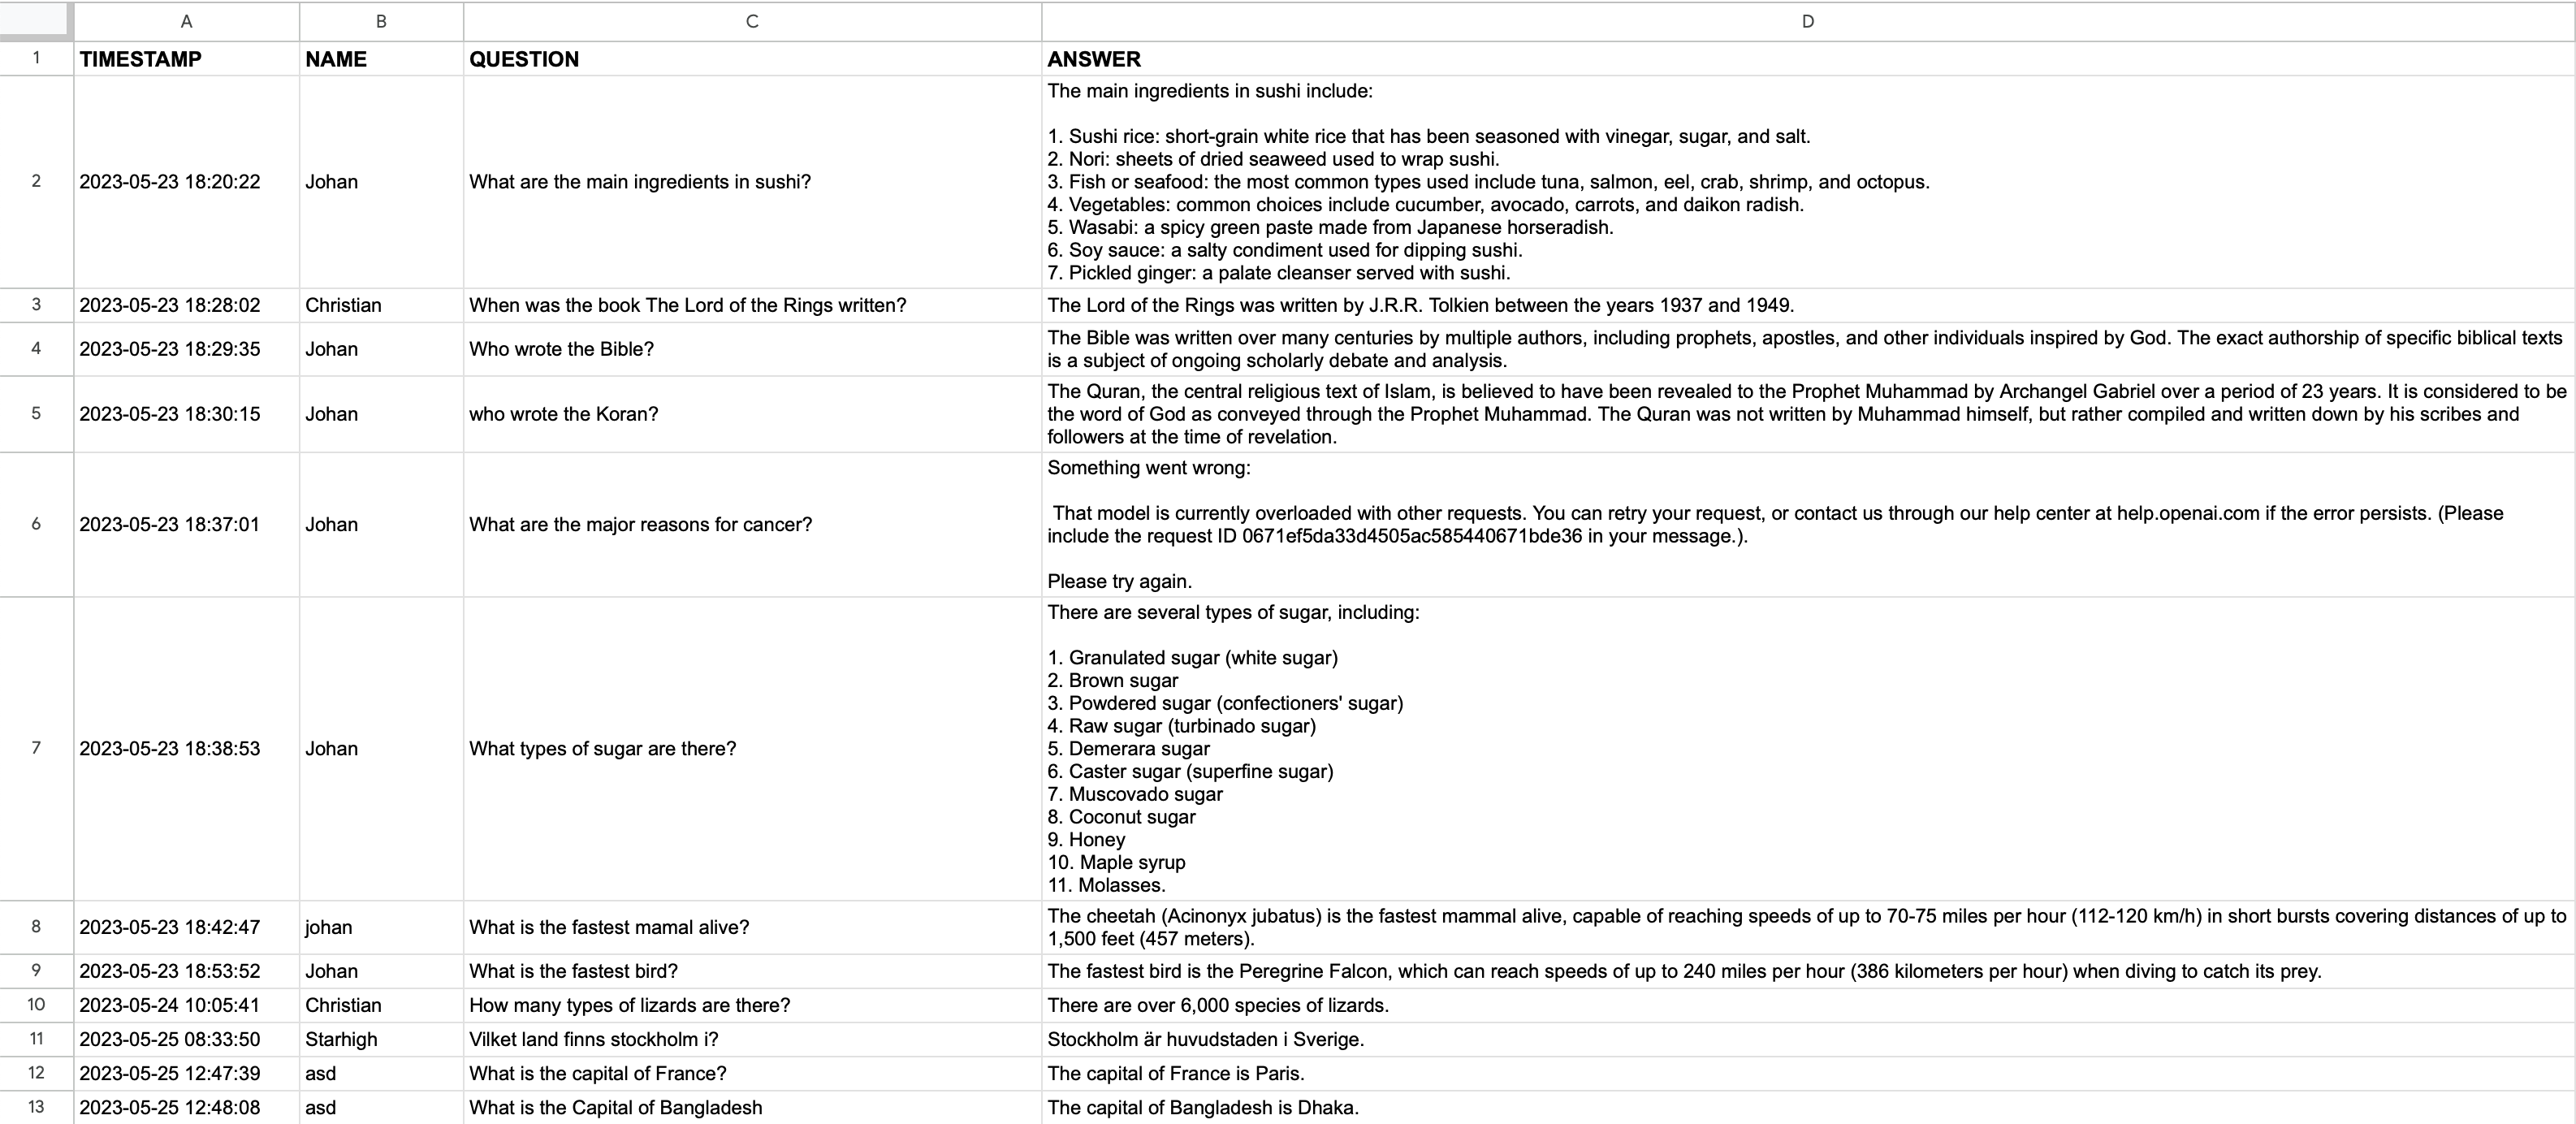 A B C D
1 TIMESTAMP NAME QUESTION ANSWER
2 2023-05-23 18:20:22 Johan What are the main ingredients in sushi? The main ingredients in sushi include:

1. Sushi rice: short-grain white rice that has been seasoned with vinegar, sugar, and salt.
2. Nori: sheets of dried seaweed used to wrap sushi.
3. Fish or seafood: the most common types used include tuna, salmon, eel, crab, shrimp, and octopus.
4. Vegetables: common choices include cucumber, avocado, carrots, and daikon radish.
5. Wasabi: a spicy green paste made from Japanese horseradish.
6. Soy sauce: a salty condiment used for dipping sushi.
7. Pickled ginger: a palate cleanser served with sushi.
3 2023-05-23 18:28:02 Christian When was the book The Lord of the Rings written? The Lord of the Rings was written by J.R.R. Tolkien between the years 1937 and 1949.
4 2023-05-23 18:29:35 Johan Who wrote the Bible? The Bible was written over many centuries by multiple authors, including prophets, apostles, and other individuals inspired by God. The exact authorship of specific biblical texts
is a subject of ongoing scholarly debate and analysis.
5 2023-05-23 18:30:15 Johan who wrote the Koran? The Quran, the central religious text of Islam, is believed to have been revealed to the Prophet Muhammad by Archangel Gabriel over a period of 23 years. It is considered to be
the word of God as conveyed through the Prophet Muhammad. The Quran was not written by Muhammad himself, but rather compiled and written down by his scribes and
followers at the time of revelation.
6 2023-05-23 18:37:01 Johan What are the major reasons for cancer? Something went wrong:

That model is currently overloaded with other requests. You can retry your request, or contact us through our help center at help.openai.com if the error persists. (Please
include the request ID 0671ef5da33d4505ac585440671bde36 in your message.).

Please try again.
7 2023-05-23 18:38:53 Johan What types of sugar are there? There are several types of sugar, including:

1. Granulated sugar (white sugar)
2. Brown sugar
3. Powdered sugar (confectioners' sugar)
4. Raw sugar (turbinado sugar)
5. Demerara sugar
6. Caster sugar (superfine sugar)
7. Muscovado sugar
8. Coconut sugar
9. Honey
10. Maple syrup
11. Molasses.
8 2023-05-23 18:42:47 johan What is the fastest mamal alive? The cheetah (Acinonyx jubatus) is the fastest mammal alive, capable of reaching speeds of up to 70-75 miles per hour (112-120 km/h) in short bursts covering distances of up to
1,500 feet (457 meters).
9 2023-05-23 18:53:52 Johan What is the fastest bird? The fastest bird is the Peregrine Falcon, which can reach speeds of up to 240 miles per hour (386 kilometers per hour) when diving to catch its prey.
10 2023-05-24 10:05:41 Christian How many types of lizards are there? There are over 6,000 species of lizards.
11 2023-05-25 08:33:50 Starhigh Vilket land finns stockholm i? Stockholm är huvudstaden i Sverige.
12 2023-05-25 12:47:39 asd What is the capital of France? The capital of France is Paris.
13 2023-05-25 12:48:08 asd What is the Capital of Bangladesh The capital of Bangladesh is Dhaka.